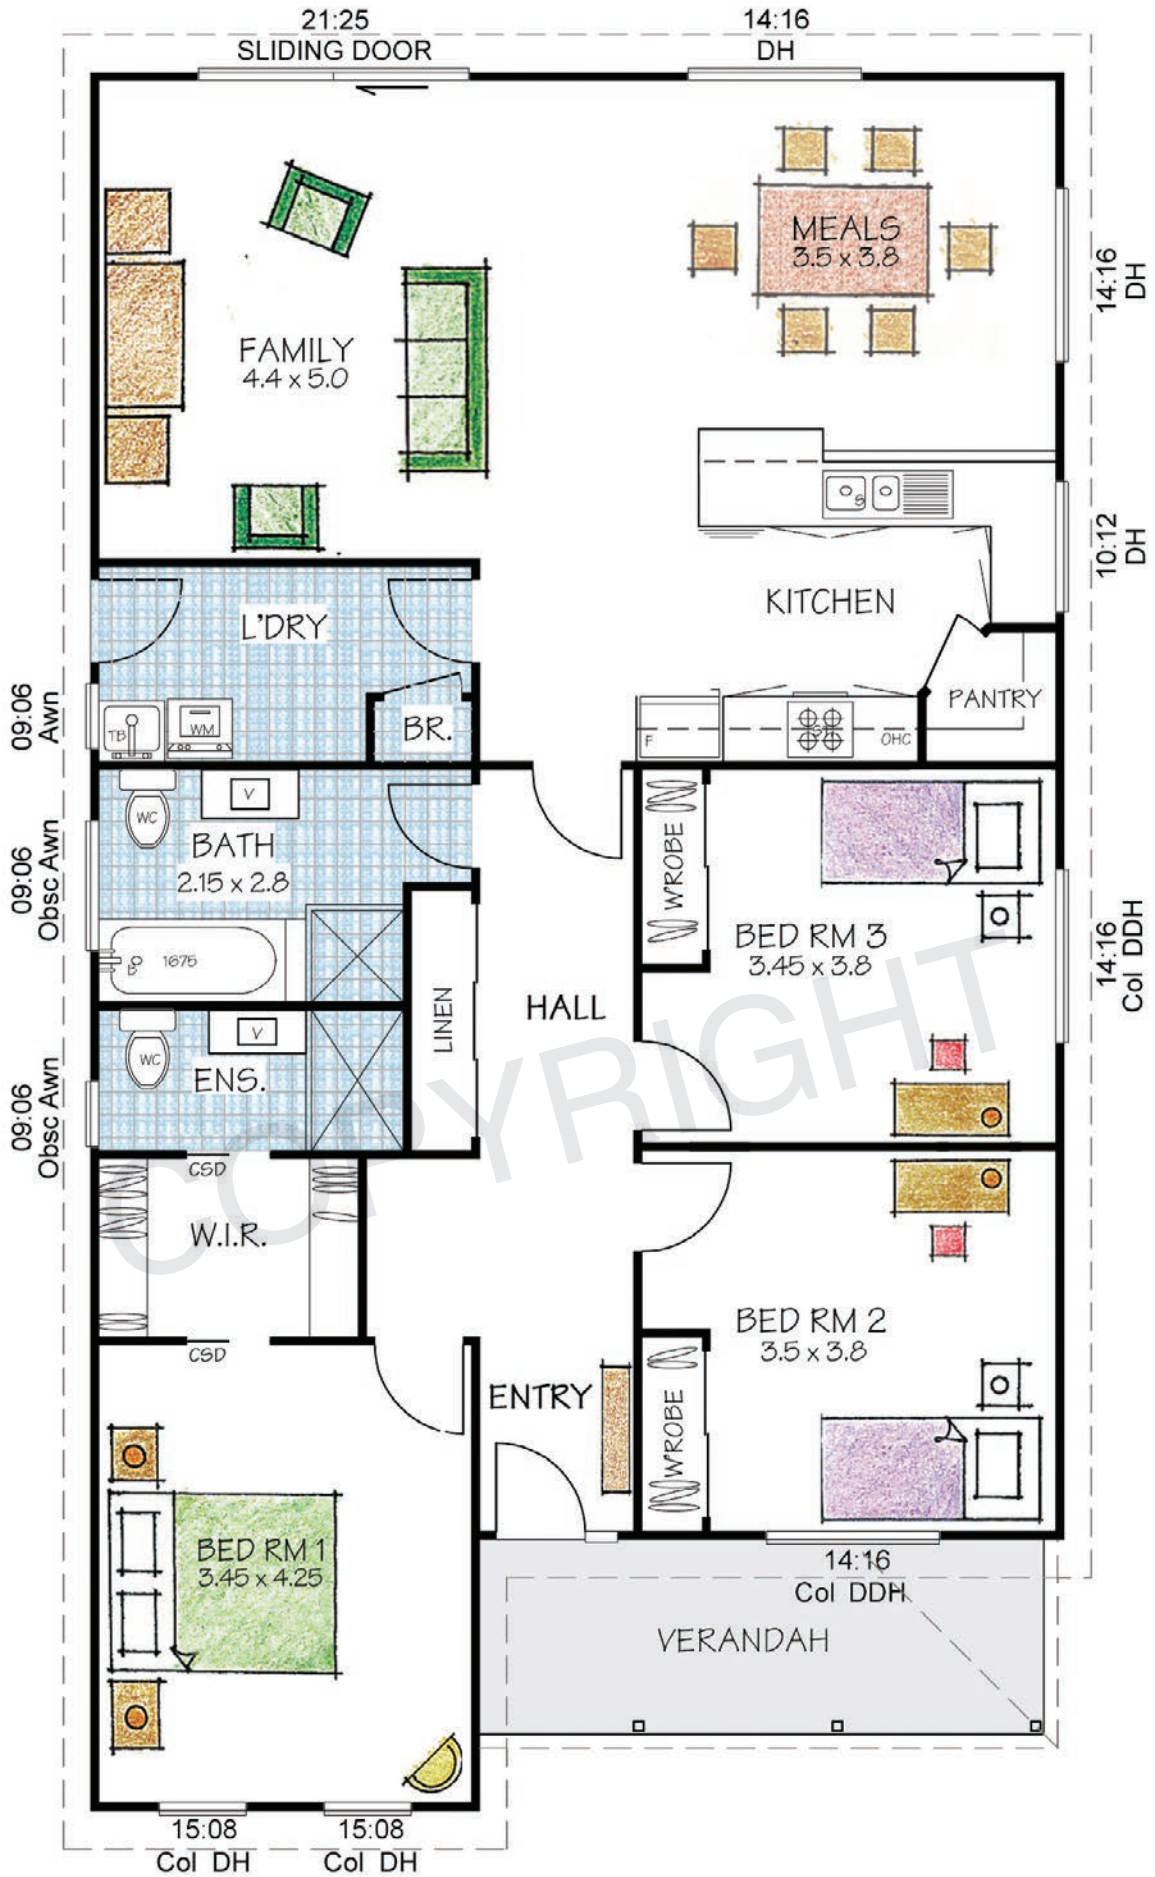 21:25
SLIDING DOOR
14:16
DH
MEALS
3.5 x 3.8
14:16
DH
FAMILY
4.4 x 5.0
S
10:12
DH
KITCHEN
L'DRY
PANTRY
09:06
Awn
TB
WM
BR.
F
OHC
WC
V
BATH
2.15 x 2.8
09:06
Obsc Awn
WROBE
BED RM 3
3.45 x 3.8
14:16
Col DDH
B
1675
LINEN
HALL
WC
V
ENS.
09:06
Obsc Awn
COPYRIGHT
CSD
W.I.R.
CSD
BED RM 2
3.5 x 3.8
ENTRY
WROBE
BED RM 1
3.45 x 4.25
14:16
Col DDH
VERANDAH
15:08
Col DH
15:08
Col DH